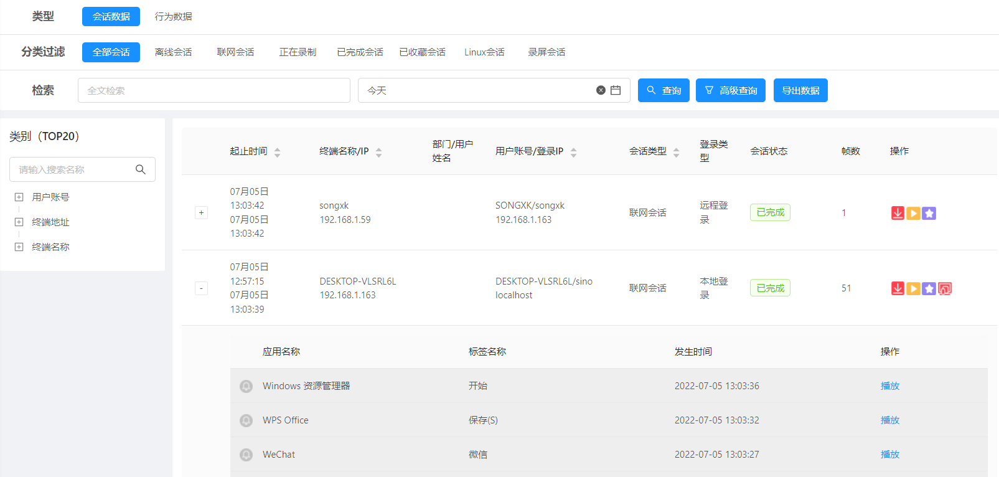 类型 会话数据 行为数据
分类过滤 全部会话 离线会话 联网会话 正在录制 已完成会话 已收藏会话 Linux会话 录屏会话
检索 全文检索 今天 查询 高级查询 导出数据
类别（TOP20）
请输入搜索名称
用户账号
终端地址
终端名称
起止时间 终端名称/IP 部门/用户姓名 用户账号/登录IP 会话类型 登录类型 会话状态 帧数 操作
+
07月05日
13:03:42
07月05日
13:03:42
songxk
192.168.1.59
SONGXK/songxk
192.168.1.163
联网会话
远程登
录
已完成
1
-
07月05日
12:57:15
07月05日
13:03:39
DESKTOP-VLSRL6L
192.168.1.163
DESKTOP-VLSRL6L/sino
localhost
联网会话
本地登
录
已完成
51
应用名称 标签名称 发生时间 操作
Windows 资源管理器 开始 2022-07-05 13:03:36 播放
WPS Office 保存(S) 2022-07-05 13:03:32 播放
WeChat 微信 2022-07-05 13:03:27 播放